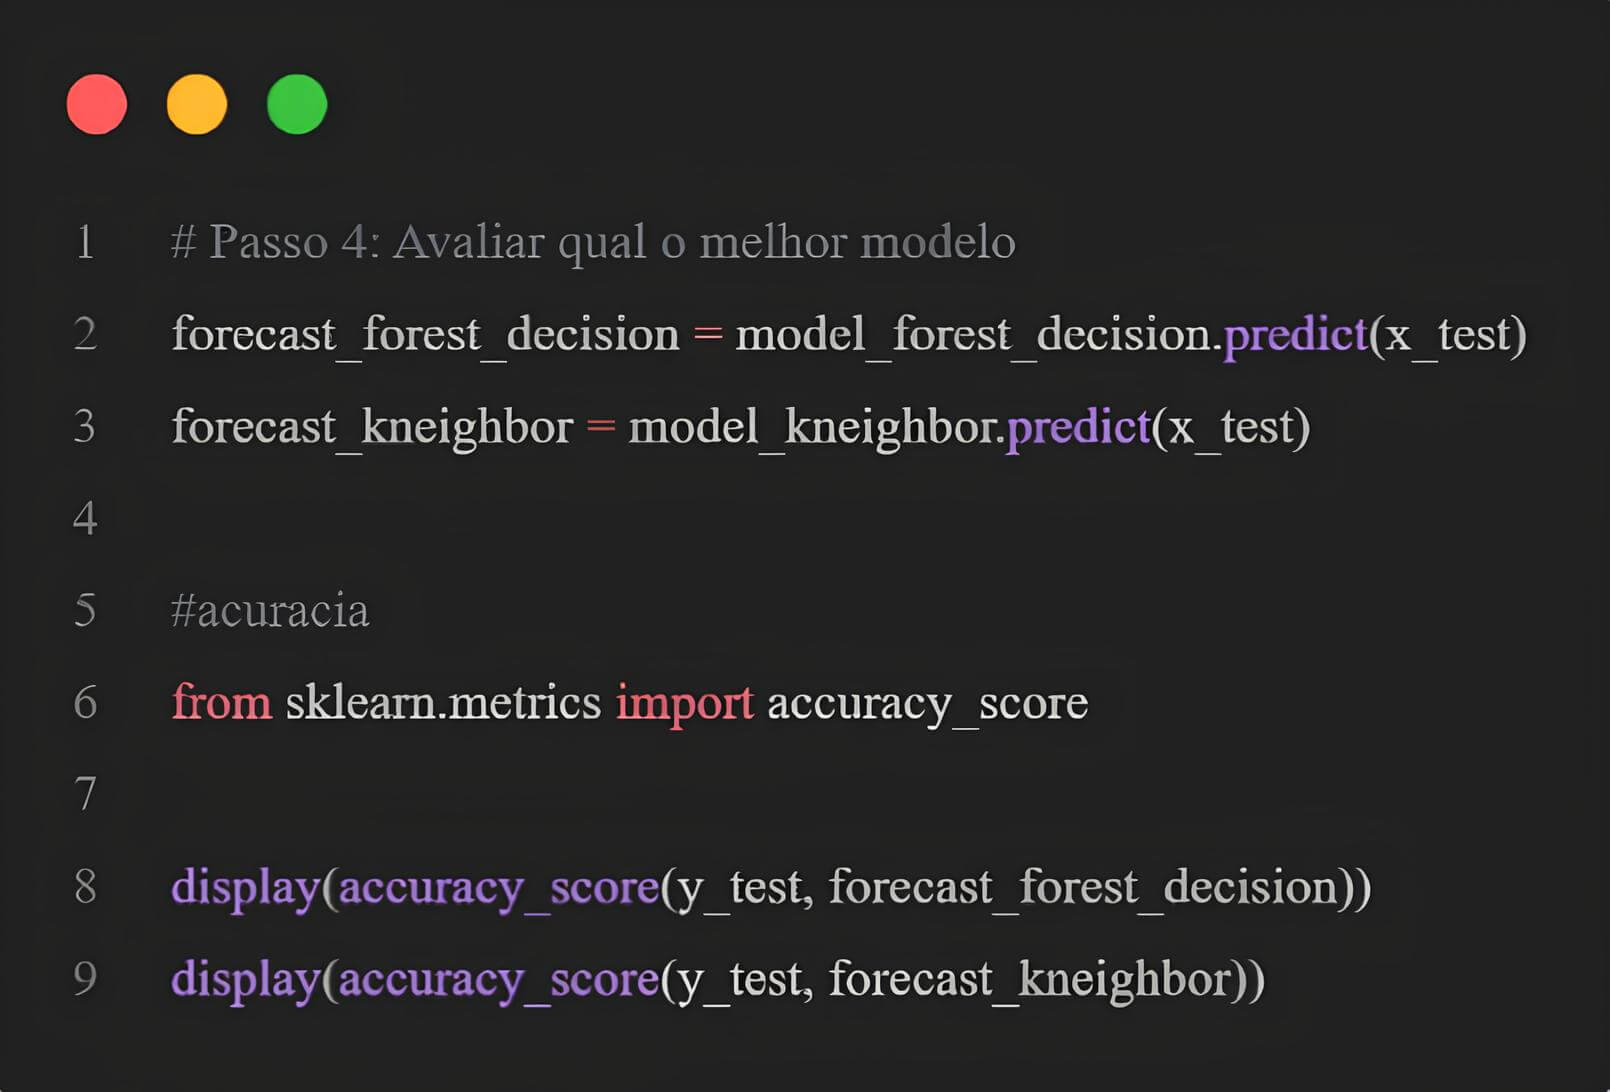 1 # Passo 4: Avaliar qual o melhor modelo
2 forecast_forest_decision = model_forest_decision.predict(x_test)
3 forecast_kneighbor = model_kneighbor.predict(x_test)
4
5 #acuracia
6 from sklearn.metrics import accuracy_score
7
8 display(accuracy_score(y_test, forecast_forest_decision))
9 display(accuracy_score(y_test, forecast_kneighbor))